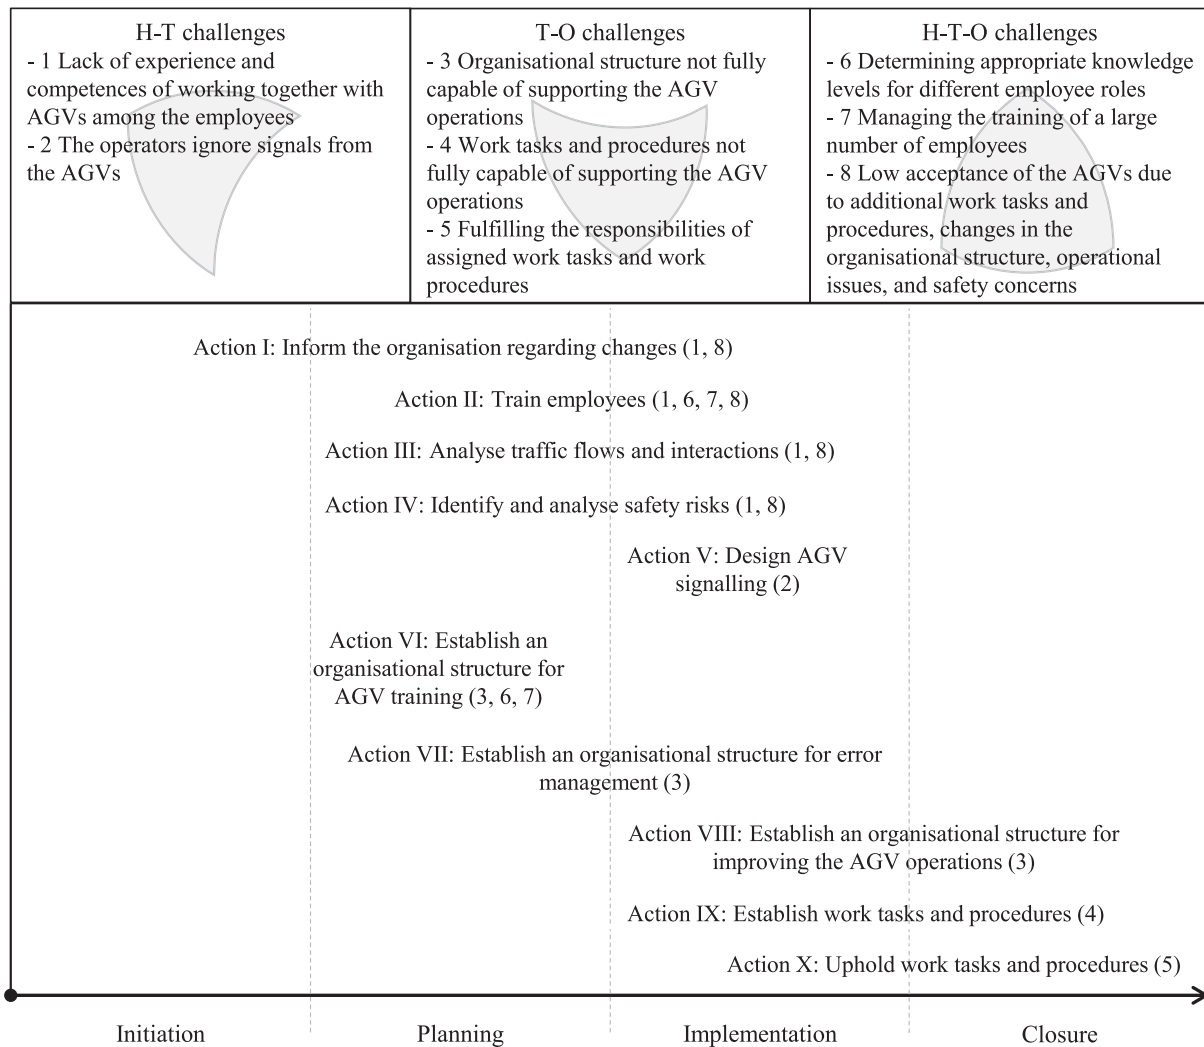 H-T challenges
- 1 Lack of experience and
competences of working together with
AGVs among the employees
- 2 The operators ignore signals from
the AGVs
T-O challenges
- 3 Organisational structure not fully
capable of supporting the AGV
operations
- 4 Work tasks and procedures not
fully capable of supporting the AGV
operations
- 5 Fulfilling the responsibilities of
assigned work tasks and work
procedures
H-T-O challenges
- 6 Determining appropriate knowledge
levels for different employee roles
- 7 Managing the training of a large
number of employees
- 8 Low acceptance of the AGVs due
to additional work tasks and
procedures, changes in the
organisational structure, operational
issues, and safety concerns
Action I: Inform the organisation regarding changes (1, 8)
Action II: Train employees (1, 6, 7, 8)
Action III: Analyse traffic flows and interactions (1, 8)
Action IV: Identify and analyse safety risks (1, 8)
Action V: Design AGV
signalling (2)
Action VI: Establish an
organisational structure for
AGV training (3, 6, 7)
Action VII: Establish an organisational structure for error
management (3)
Action VIII: Establish an organisational structure for
improving the AGV operations (3)
Action IX: Establish work tasks and procedures (4)
Action X: Uphold work tasks and procedures (5)
Initiation
Planning
Implementation
Closure